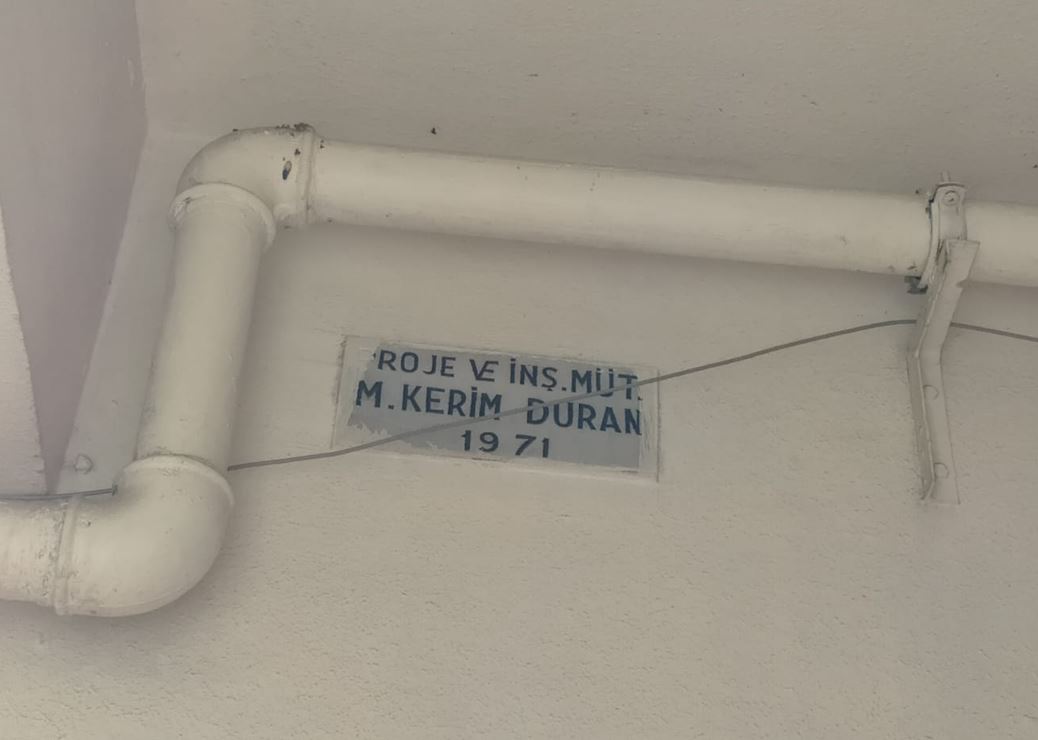 PROJE VE İNŞ.MÜT.
M.KERİM DURAN
1971